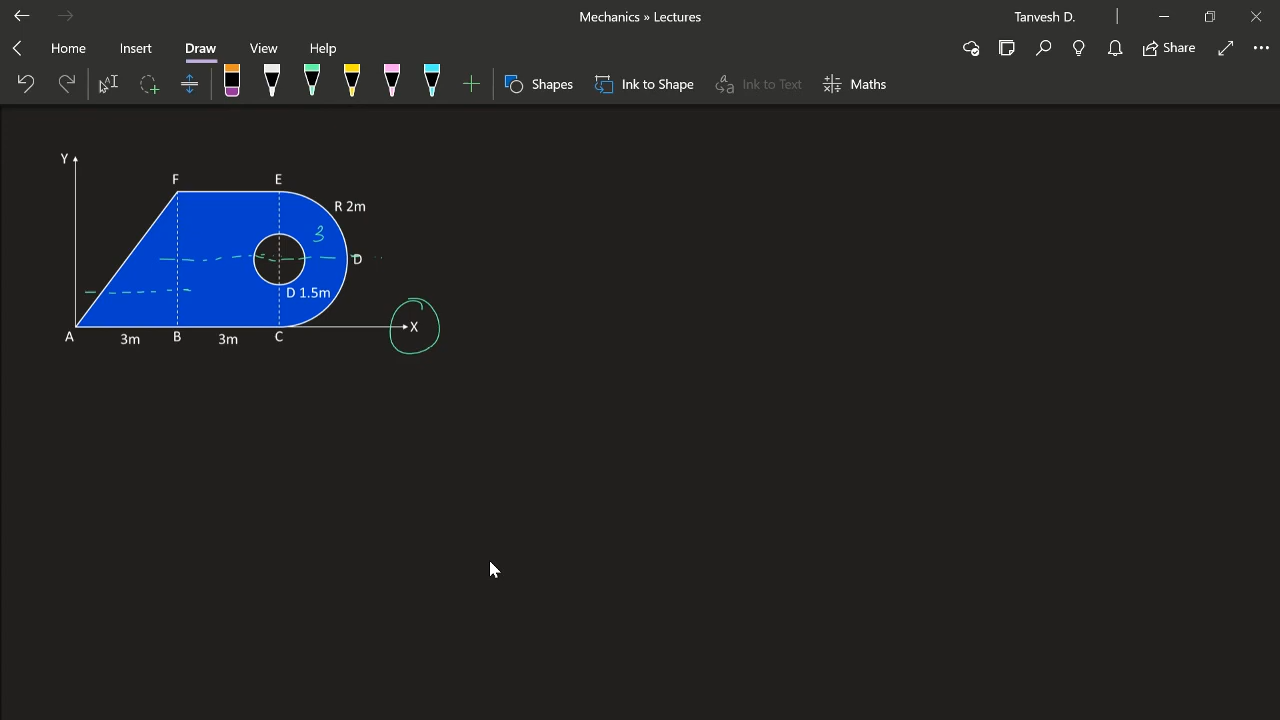 Mechanics » Lectures
Tanvesh D.
Home Insert Draw View Help
Share
Shapes
Ink to Shape
Ink to Text
Maths
Y
F
E
R 2m
3
D
D 1.5m
X
A
3m
B
3m
C